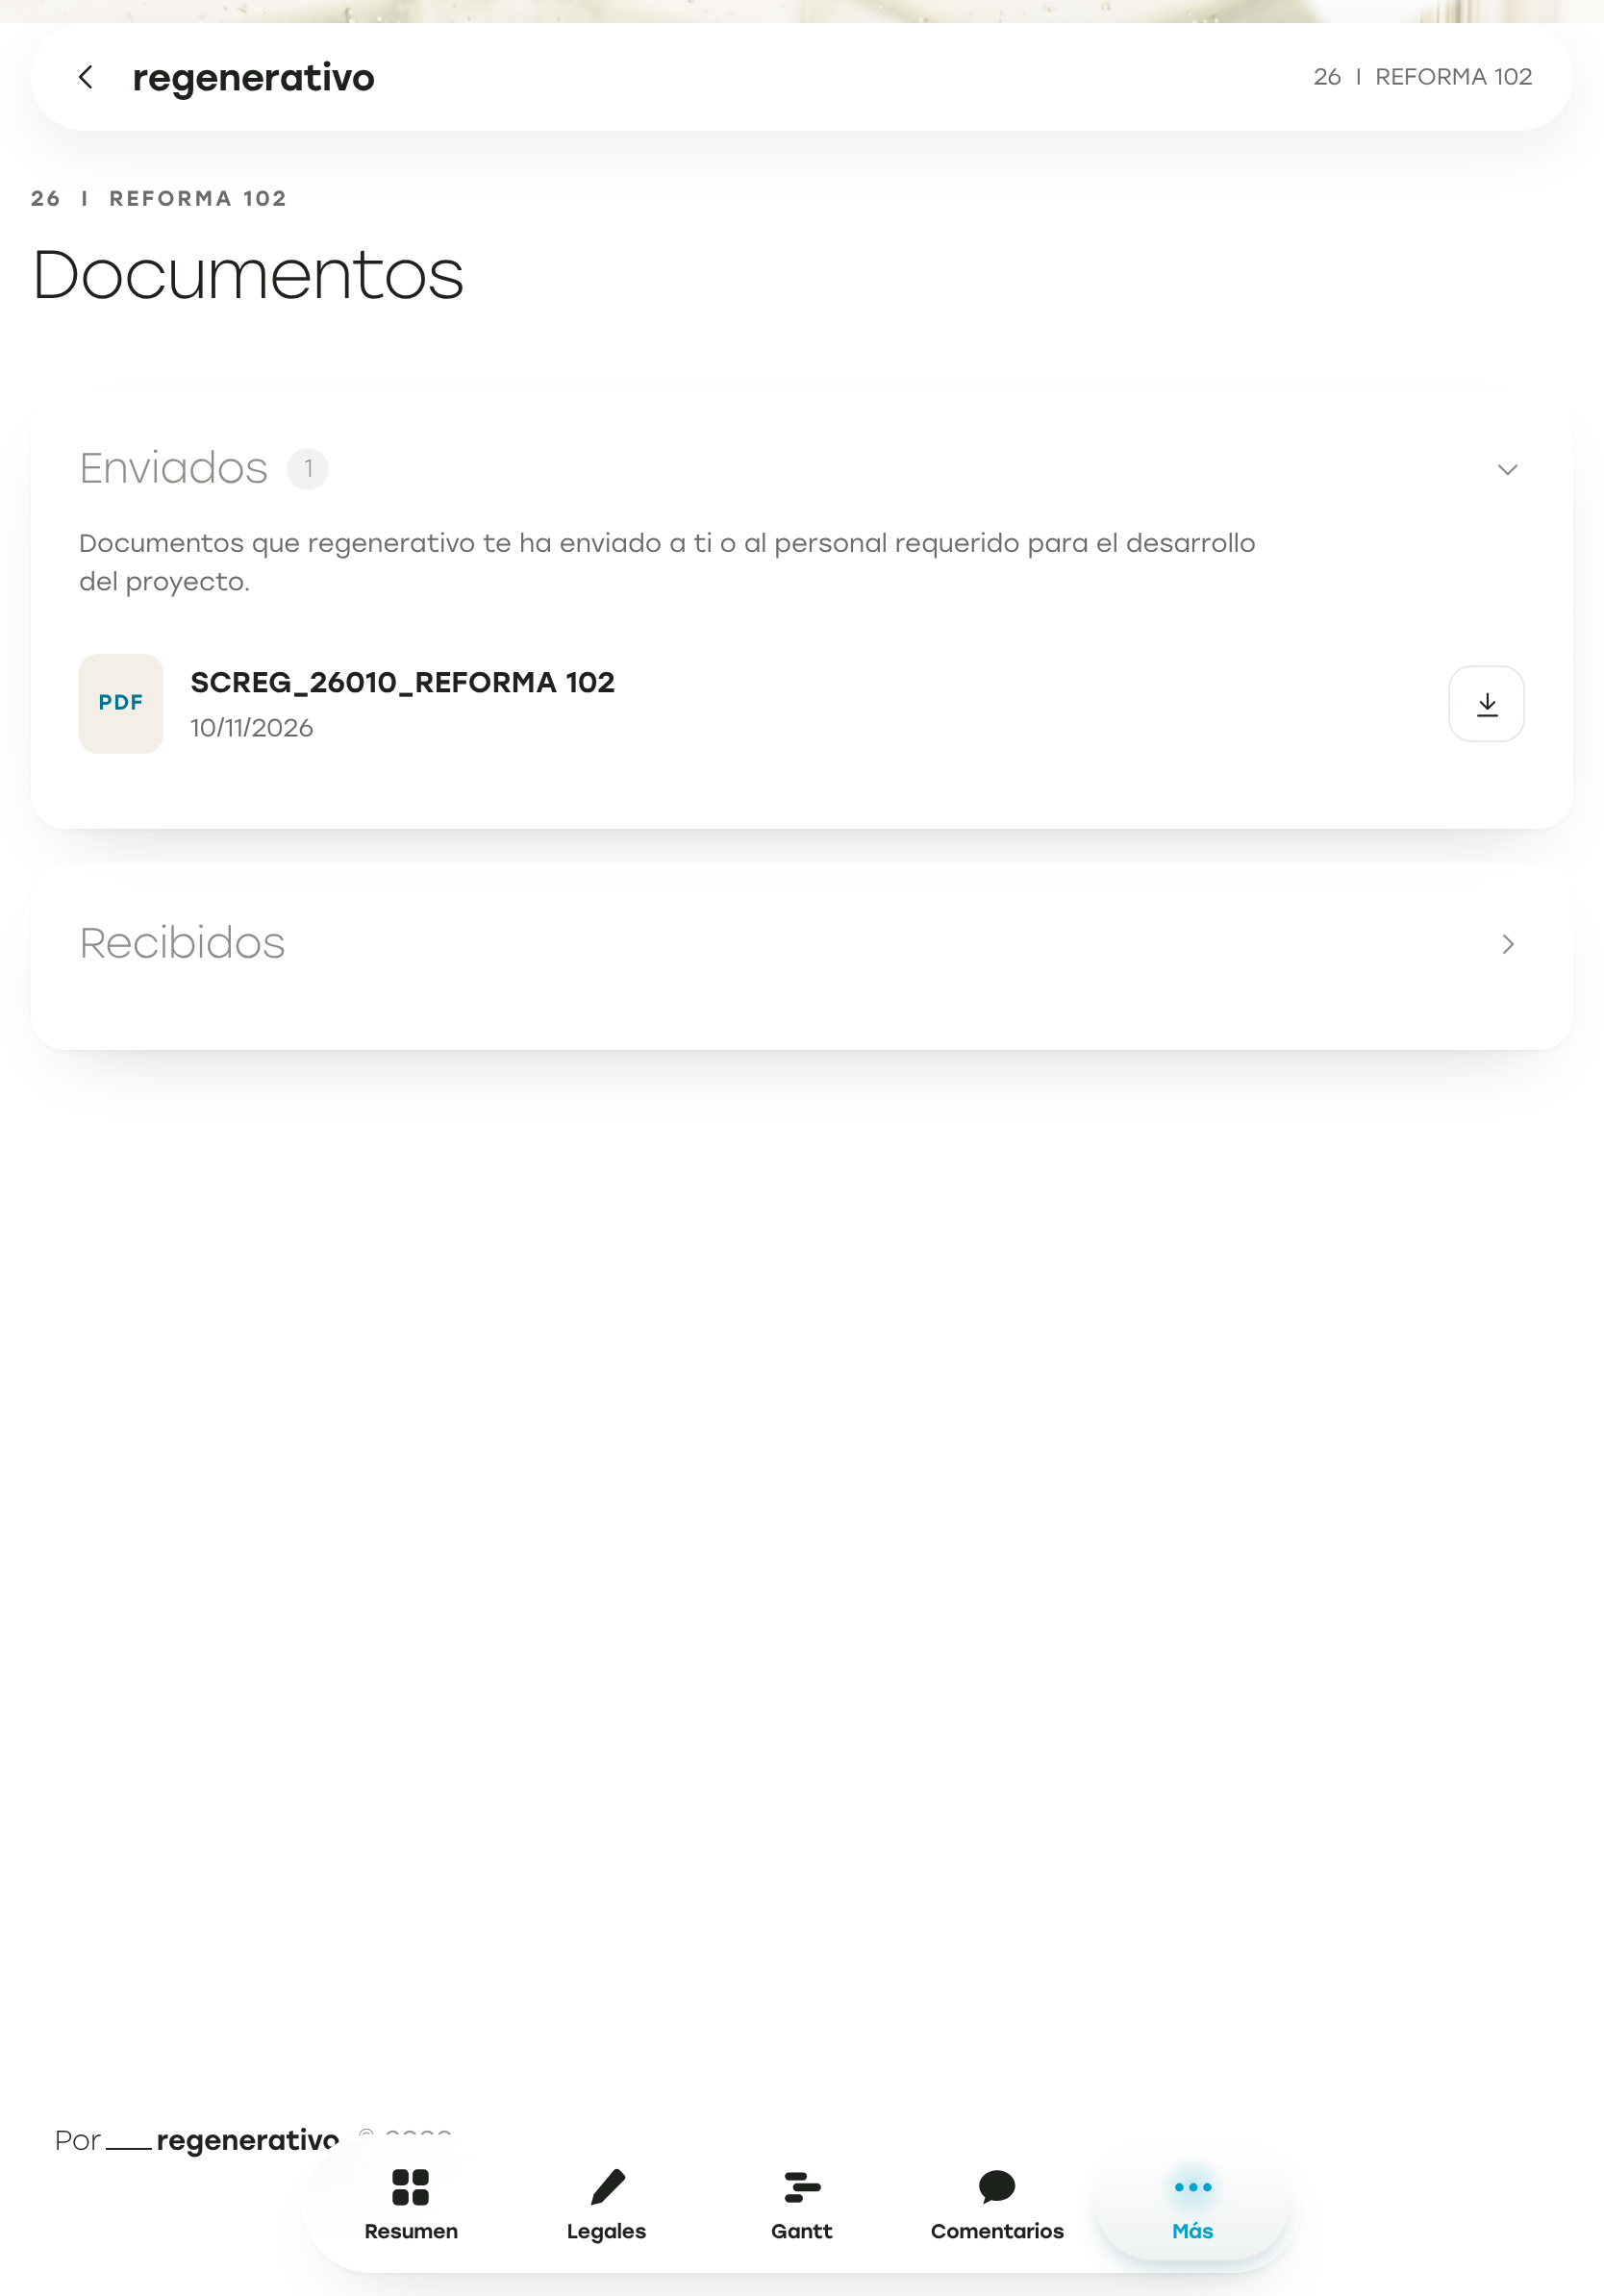 regenerativo
26 | REFORMA 102
26 | REFORMA 102
Documentos
Enviados 1
Documentos que regenerativo te ha enviado a ti o al personal requerido para el desarrollo
del proyecto.
PDF
SCREG_26010_REFORMA 102
10/11/2026
Recibidos
Por ___ regenerativo ©
Resumen
Legales
Gantt
Comentarios
Más